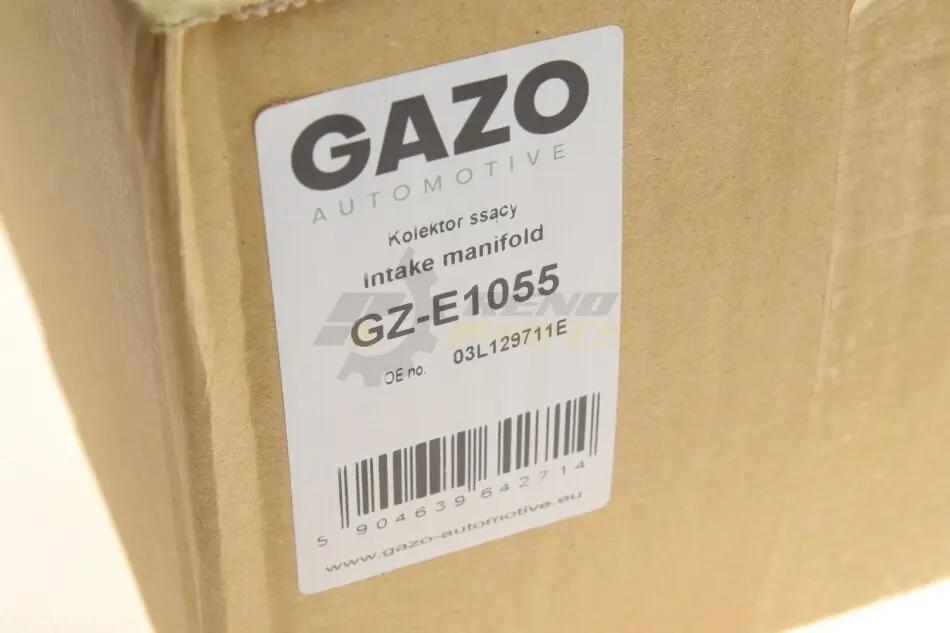 GAZO
AUTOMOTIVE
Kolektor ssący
Intake manifold
GZ-E1055
OE no. 03L129711E
5 904639 642714
www.gazo-automotive.eu